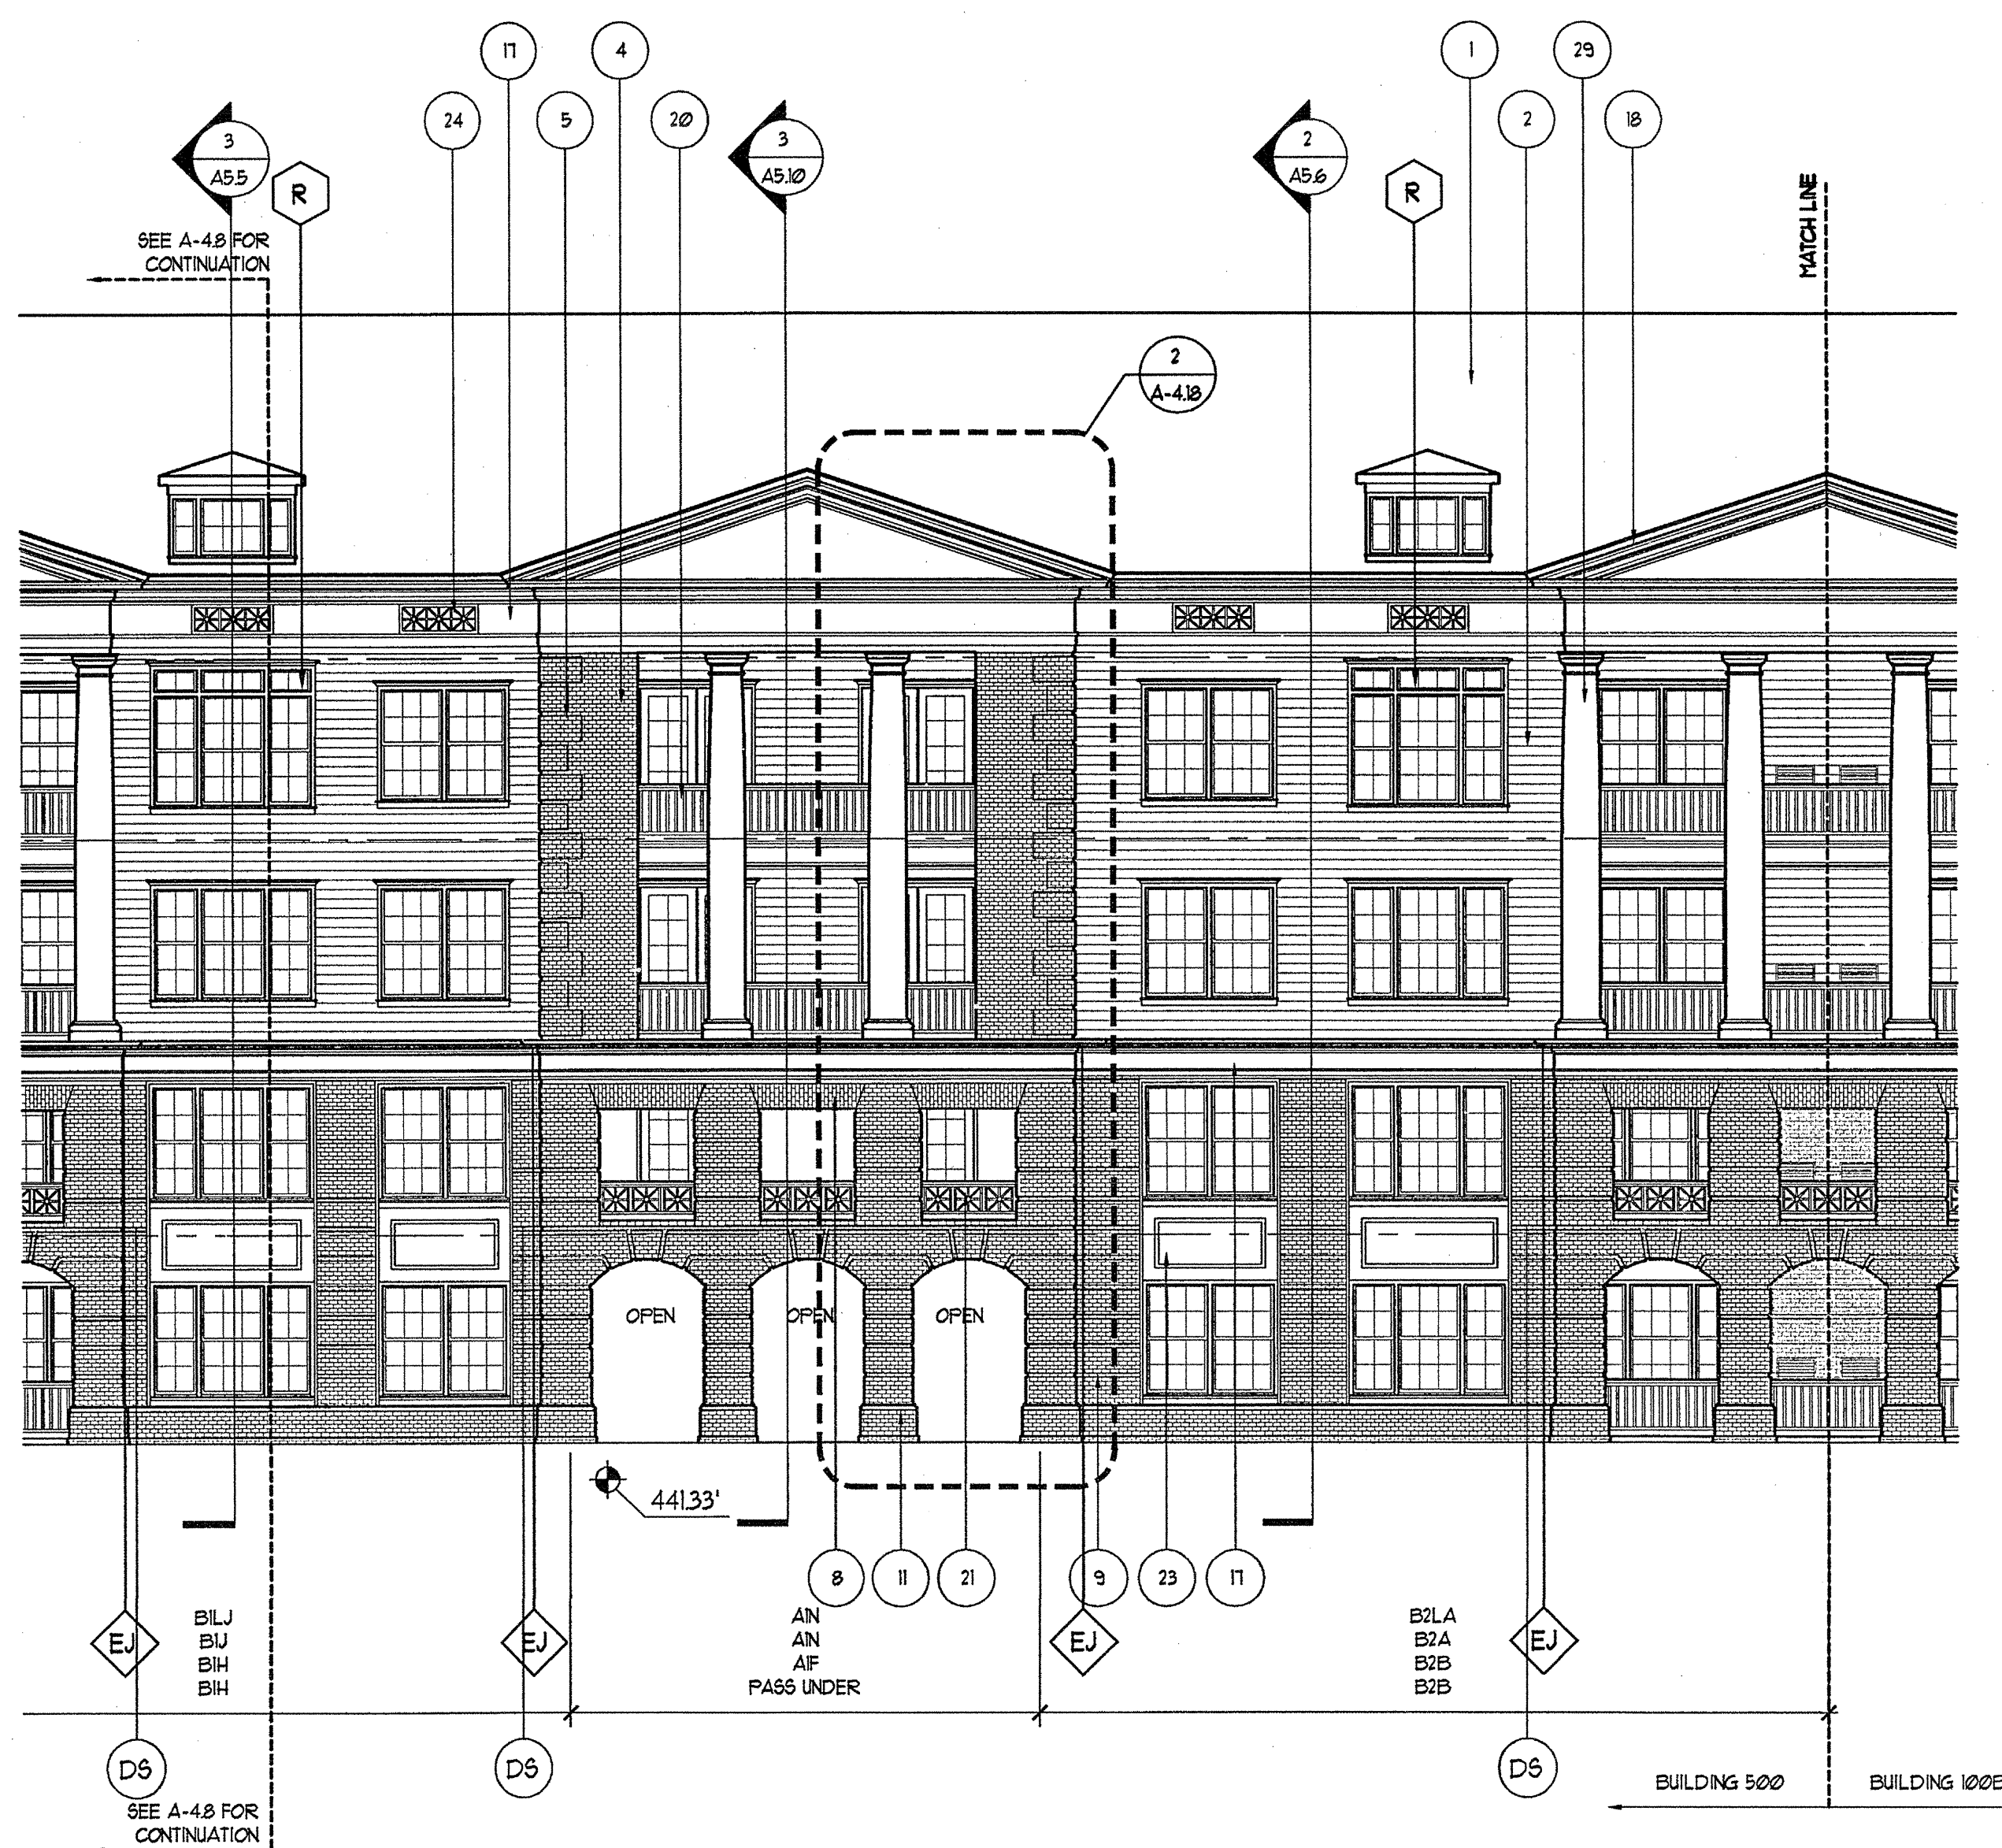 17
4
1
29
24
5
20
2
18
3
A5.5
R
3
A5.10
2
A5.6
R
MATCH LINE
SEE A-4.8 FOR
CONTINUATION
2
A-4.18
OPEN
OPEN
OPEN
441.33'
8
11
21
9
23
17
EJ
B1LJ
B1J
B1H
B1H
EJ
A1N
A1N
A1F
PASS UNDER
EJ
B2LA
B2A
B2B
B2B
EJ
DS
DS
DS
SEE A-4.8 FOR
CONTINUATION
BUILDING 500
BUILDING 100E